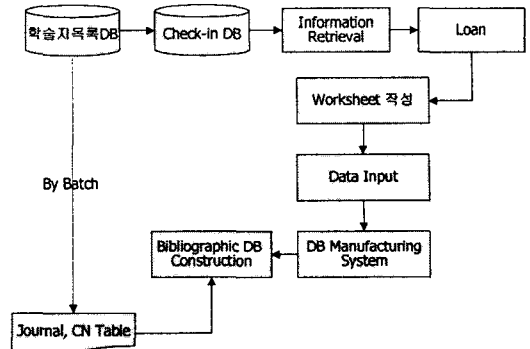 학술지목록DB
Check-in DB
Information
Retrieval
Loan
Worksheet 작성
Data Input
By Batch
Bibliographic DB
Construction
DB Manufacturing
System
Journal, CN Table